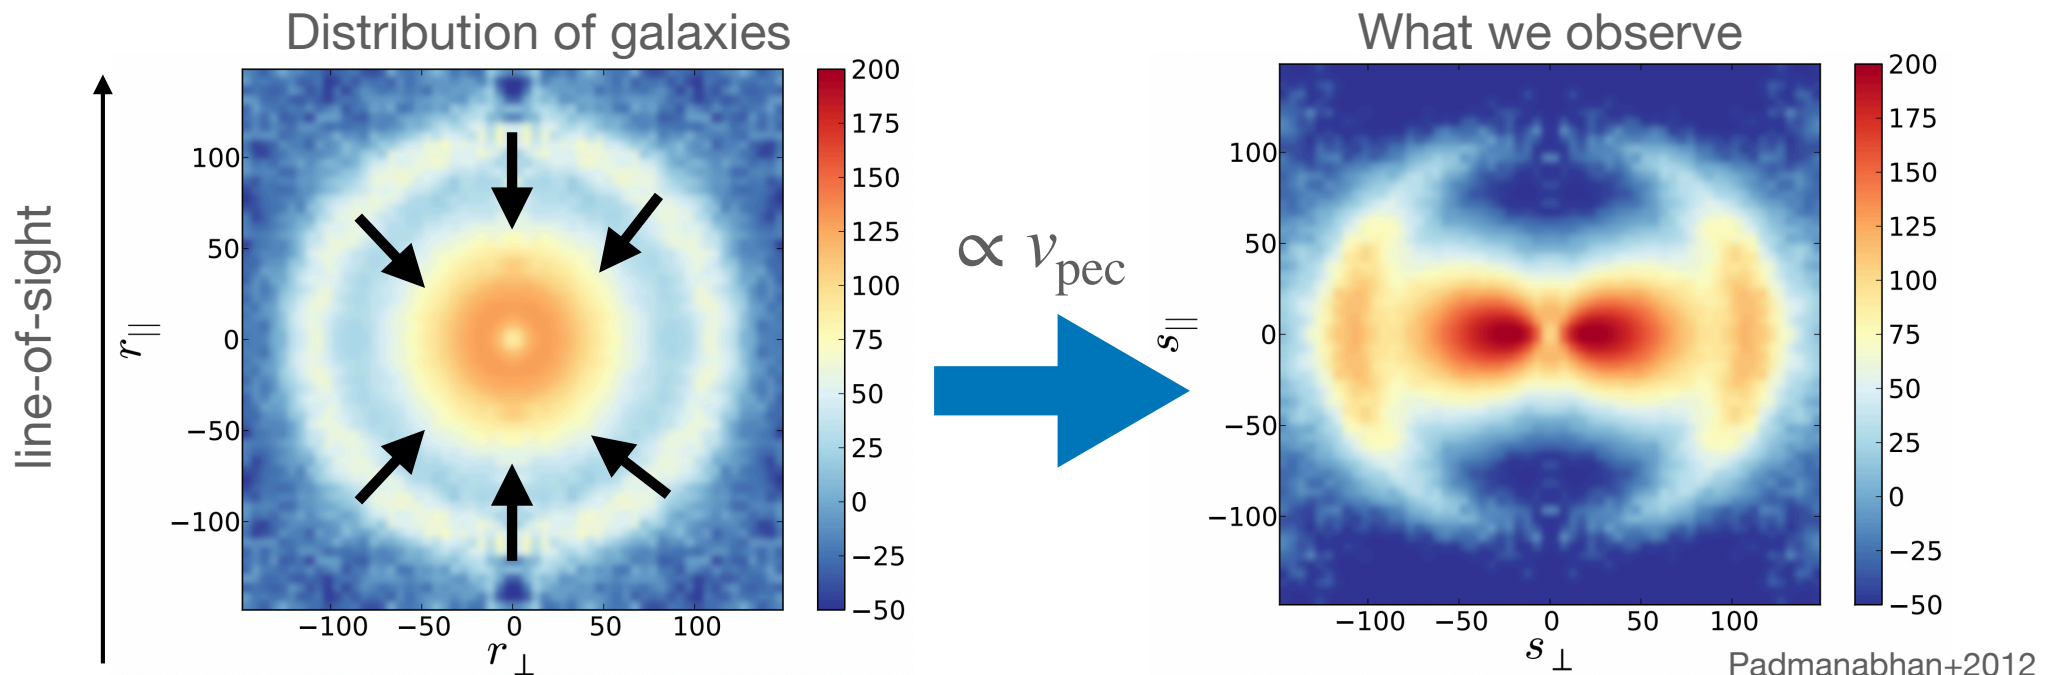 Distribution of galaxies
What we observe
line-of-sight
r∥
100
50
0
−50
−100
−100 −50 0 50 100
r⊥
200
175
150
125
100
75
50
25
0
−25
−50
∝ vpec
s∥
100
50
0
−50
−100
−100 −50 0 50 100
s⊥
200
175
150
125
100
75
50
25
0
−25
−50
Padmanabhan+2012